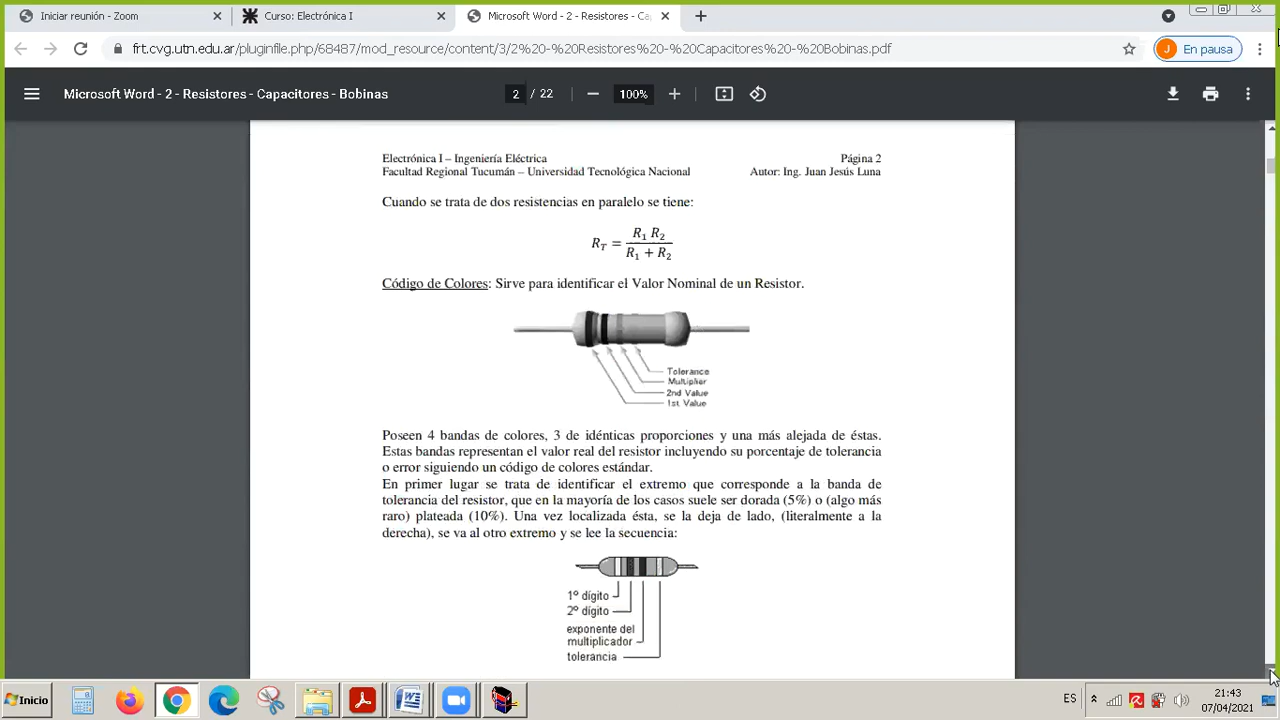 Iniciar reunión - Zoom
Curso: Electrónica I
Microsoft Word - 2 - Resistores - Ca
frt.cvg.utn.edu.ar/pluginfile.php/68487/mod_resource/content/3/2%20-%20Resistores%20-%20Capacitores%20-%20Bobinas.pdf
J En pausa
Microsoft Word - 2 - Resistores - Capacitores - Bobinas
2 / 22
100%
Electrónica I – Ingeniería Eléctrica
Página 2
Facultad Regional Tucumán – Universidad Tecnológica Nacional
Autor: Ing. Juan Jesús Luna
Cuando se trata de dos resistencias en paralelo se tiene:
R_T = R_1 R_2 / R_1 + R_2
Código de Colores: Sirve para identificar el Valor Nominal de un Resistor.
Tolerance
Multiplier
2nd Value
1st Value
Poseen 4 bandas de colores, 3 de idénticas proporciones y una más alejada de éstas.
Estas bandas representan el valor real del resistor incluyendo su porcentaje de tolerancia
o error siguiendo un código de colores estándar.
En primer lugar se trata de identificar el extremo que corresponde a la banda de
tolerancia del resistor, que en la mayoría de los casos suele ser dorada (5%) o (algo más
raro) plateada (10%). Una vez localizada ésta, se la deja de lado, (literalmente a la
derecha), se va al otro extremo y se lee la secuencia:
1º dígito
2º dígito
exponente del
multiplicador
tolerancia
Inicio
ES
21:43
07/04/2021